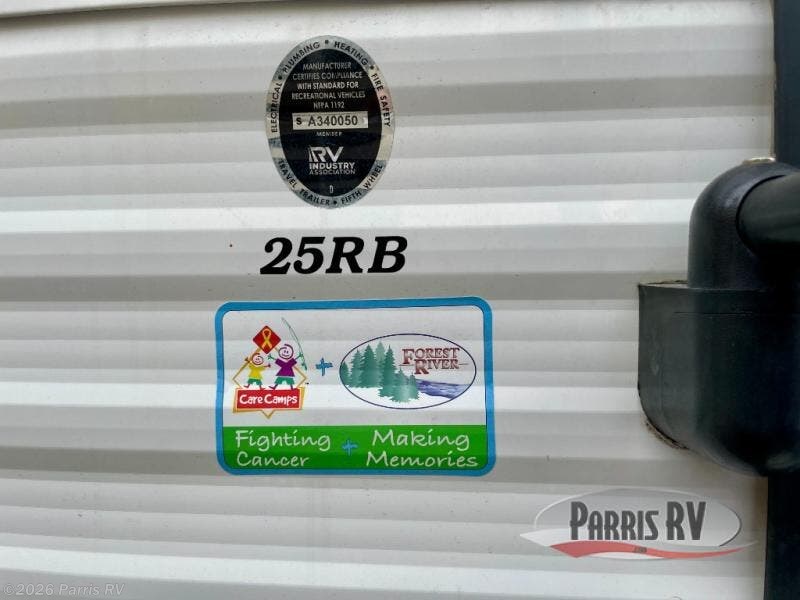 ELECTRICAL • PLUMBING • HEATING • FIRE SAFETY
MANUFACTURER
CERTIFIES COMPLIANCE
WITH STANDARD FOR
RECREATIONAL VEHICLES
NFPA 1192
S A340050
MEMBER
RV
INDUSTRY
ASSOCIATION
D
TRAVEL TRAILER • FIFTH WHEEL
25RB
Care Camps
+
FOREST
RIVER
Fighting + Making
Cancer Memories
PARRIS RV
©2026 Parris RV